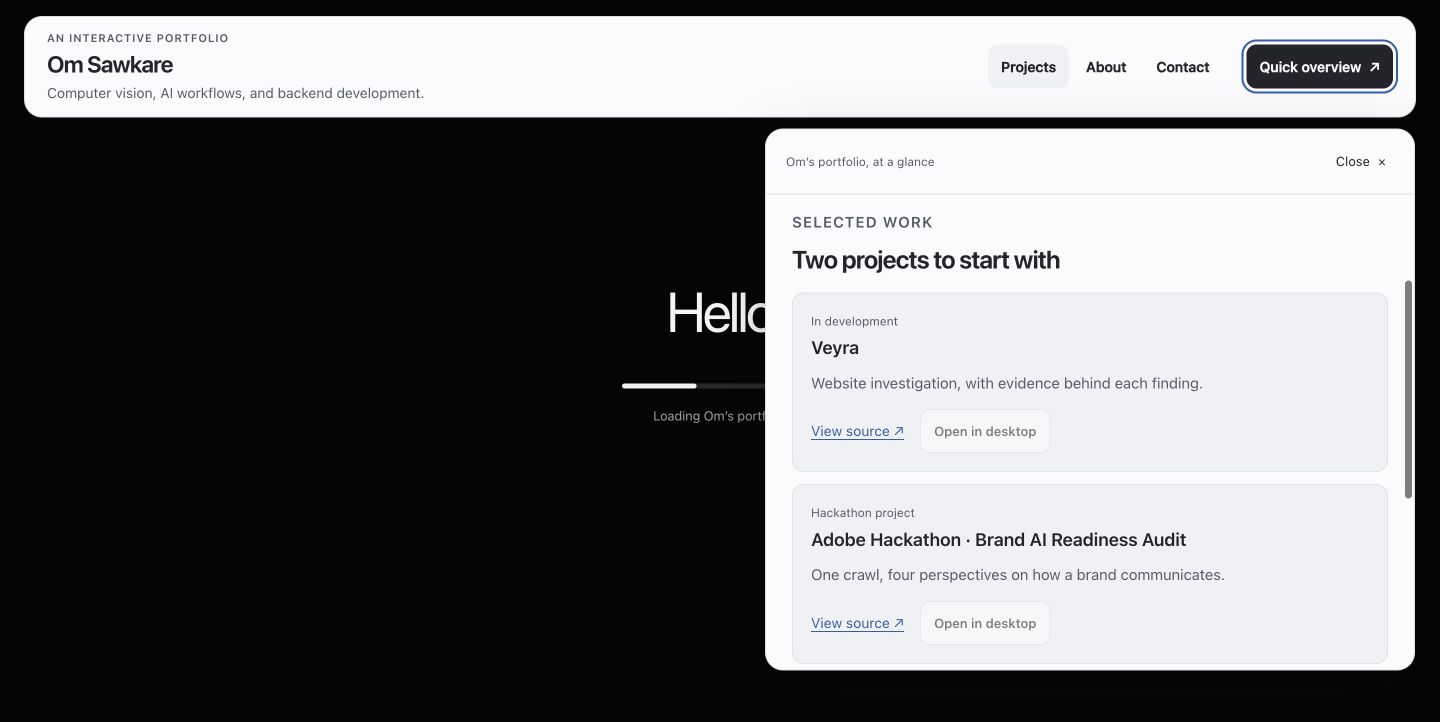 AN INTERACTIVE PORTFOLIO
Om Sawkare
Computer vision, AI workflows, and backend development.
Projects
About
Contact
Quick overview ↗
Hello
Loading Om's portf
Om's portfolio, at a glance
Close ×
SELECTED WORK
Two projects to start with
In development
Veyra
Website investigation, with evidence behind each finding.
View source ↗
Open in desktop
Hackathon project
Adobe Hackathon · Brand AI Readiness Audit
One crawl, four perspectives on how a brand communicates.
View source ↗
Open in desktop